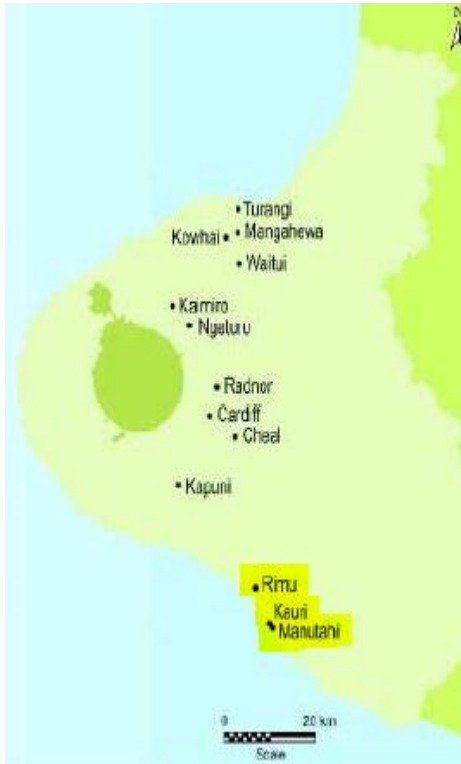 Turangi
Mangahewa
Kowhai
Waitui
Kaimiro
Ngaturu
Radnor
Cardiff
Cheal
Kapuni
Rimu
Kauri
Manutahi
0 20 km
Scale